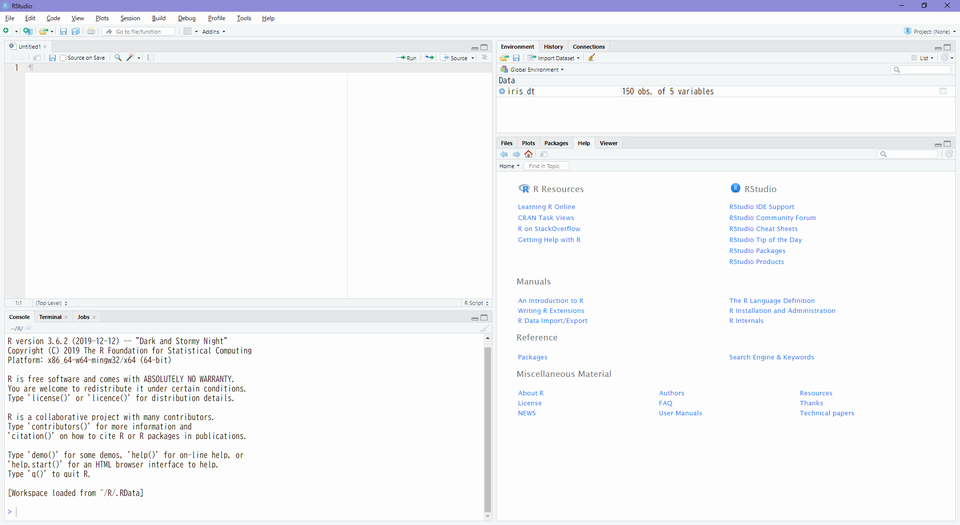 RStudio
File Edit Code View Plots Session Build Debug Profile Tools Help
Go to file/function Addins Project: (None)
Untitled1
Source on Save Run Source
1
1:1 (Top Level) R Script
Console Terminal Jobs
~/R/
R version 3.6.2 (2019-12-12) -- "Dark and Stormy Night"
Copyright (C) 2019 The R Foundation for Statistical Computing
Platform: x86_64-w64-mingw32/x64 (64-bit)
R is free software and comes with ABSOLUTELY NO WARRANTY.
You are welcome to redistribute it under certain conditions.
Type 'license()' or 'licence()' for distribution details.
R is a collaborative project with many contributors.
Type 'contributors()' for more information and
'citation()' on how to cite R or R packages in publications.
Type 'demo()' for some demos, 'help()' for on-line help, or
'help.start()' for an HTML browser interface to help.
Type 'q()' to quit R.
[Workspace loaded from ~/R/.RData]
>
Environment History Connections
Import Dataset List
Global Environment
Data
iris_dt 150 obs. of 5 variables
Files Plots Packages Help Viewer
Home Find in Topic
R Resources
Learning R Online
CRAN Task Views
R on StackOverflow
Getting Help with R
RStudio
RStudio IDE Support
RStudio Community Forum
RStudio Cheat Sheets
RStudio Tip of the Day
RStudio Packages
RStudio Products
Manuals
An Introduction to R
Writing R Extensions
R Data Import/Export
The R Language Definition
R Installation and Administration
R Internals
Reference
Packages
Search Engine & Keywords
Miscellaneous Material
About R
License
NEWS
Authors
FAQ
User Manuals
Resources
Thanks
Technical papers